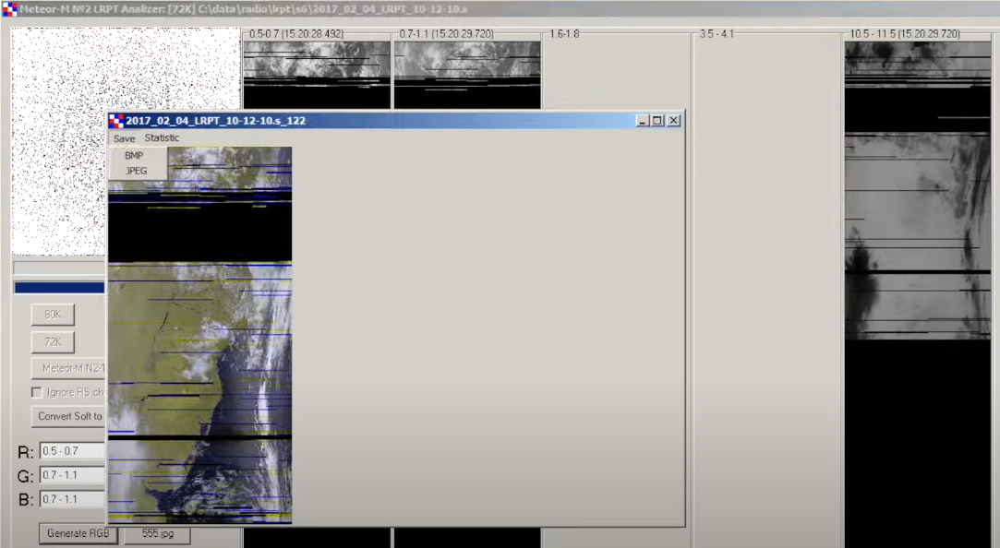 Meteor-M №2 LRPT Analizer: [72K] C:\data\radio\lrpt\s6\2017_02_04_LRPT_10-12-10.s
0.5-0.7 (15:20:28.492)
0.7-1.1 (15:20:29.720)
1.6-1.8
3.5 - 4.1
10.5 - 11.5 (15:20:29.720)
2017_02_04_LRPT_10-12-10.s_122
Save Statistic
BMP
JPEG
80K
72K
Meteor-M N2-1
Ignore RS ch
Convert Soft to
R: 0.5 - 0.7
G: 0.7 - 1.1
B: 0.7 - 1.1
Generate RGB
555.jpg